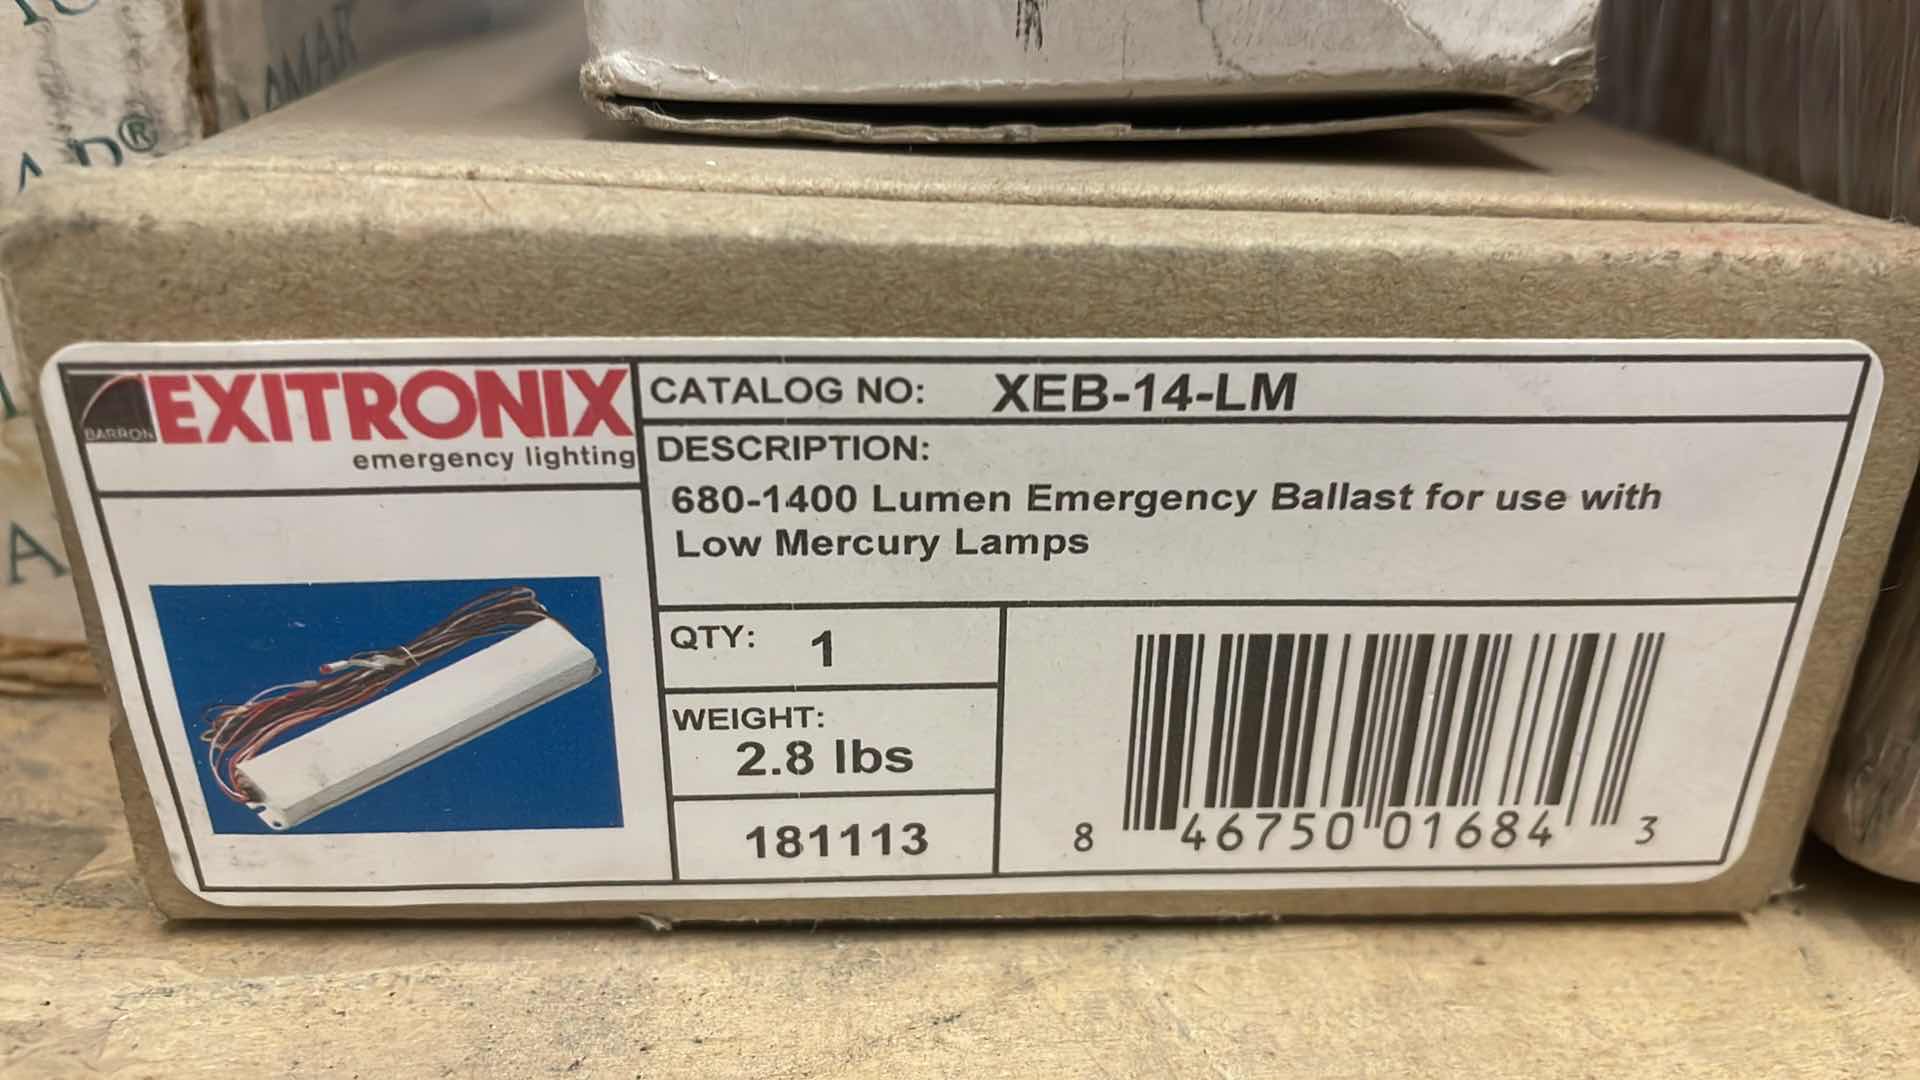 LAMAR
®
BARRON
EXITRONIX
emergency lighting
CATALOG NO: XEB-14-LM
DESCRIPTION:
680-1400 Lumen Emergency Ballast for use with
Low Mercury Lamps
QTY: 1
WEIGHT:
2.8 lbs
181113
8 46750 01684 3